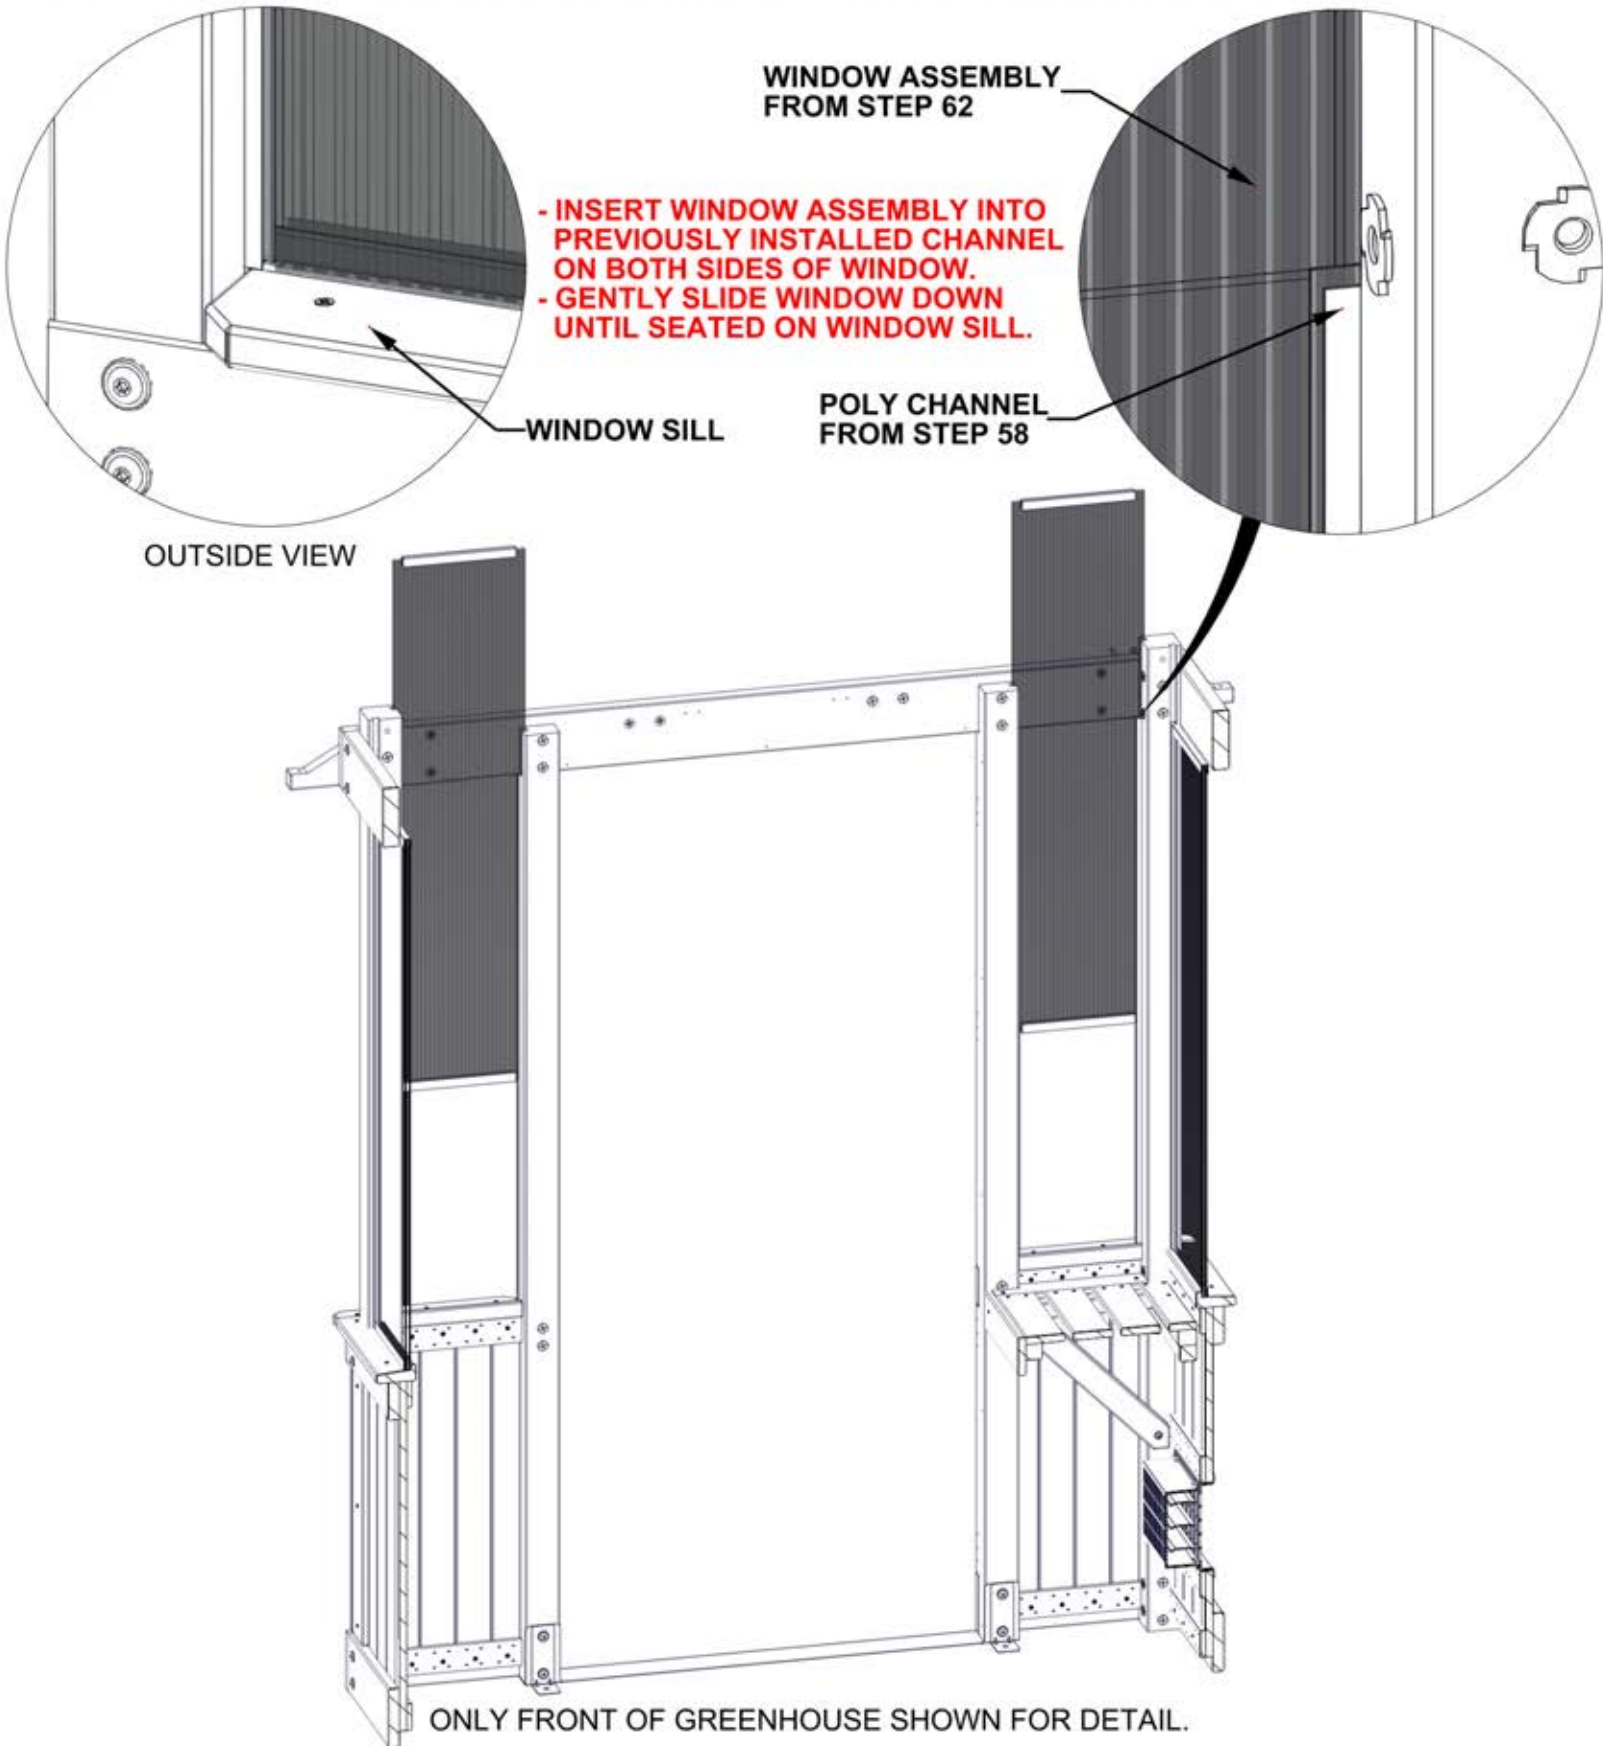 WINDOW ASSEMBLY
FROM STEP 62
- INSERT WINDOW ASSEMBLY INTO
PREVIOUSLY INSTALLED CHANNEL
ON BOTH SIDES OF WINDOW.
- GENTLY SLIDE WINDOW DOWN
UNTIL SEATED ON WINDOW SILL.
POLY CHANNEL
FROM STEP 58
WINDOW SILL
OUTSIDE VIEW
ONLY FRONT OF GREENHOUSE SHOWN FOR DETAIL.